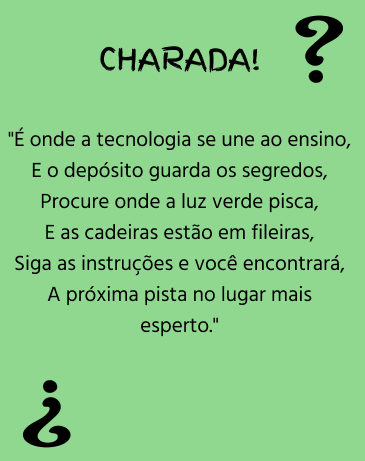 ?
CHARADA!
"É onde a tecnologia se une ao ensino,
E o depósito guarda os segredos,
Procure onde a luz verde pisca,
E as cadeiras estão em fileiras,
Siga as instruções e você encontrará,
A próxima pista no lugar mais
esperto."
¿